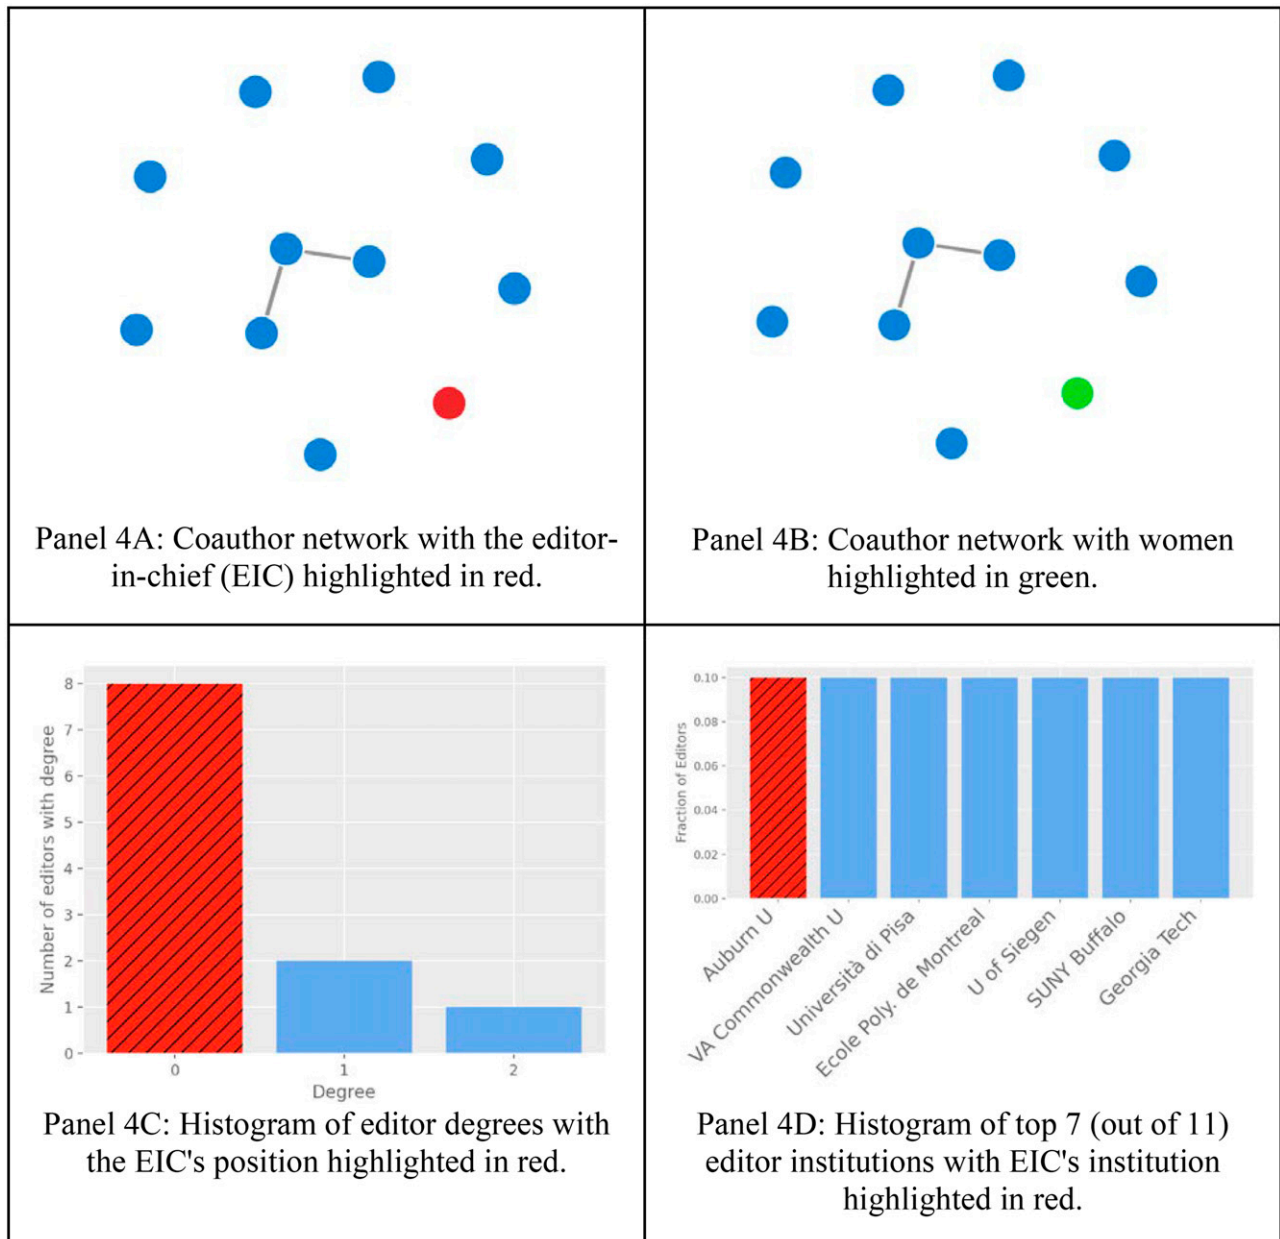 Panel 4A: Coauthor network with the editor-
in-chief (EIC) highlighted in red.
Panel 4B: Coauthor network with women
highlighted in green.
8
7
6
5
4
3
2
1
0
Number of editors with degree
0
1
2
Degree
Panel 4C: Histogram of editor degrees with
the EIC's position highlighted in red.
0.10
0.08
0.06
0.04
0.02
0.00
Fraction of Editors
Auburn U
VA Commonwealth U
Università di Pisa
Ecole Poly. de Montreal
U of Siegen
SUNY Buffalo
Georgia Tech
Panel 4D: Histogram of top 7 (out of 11)
editor institutions with EIC's institution
highlighted in red.